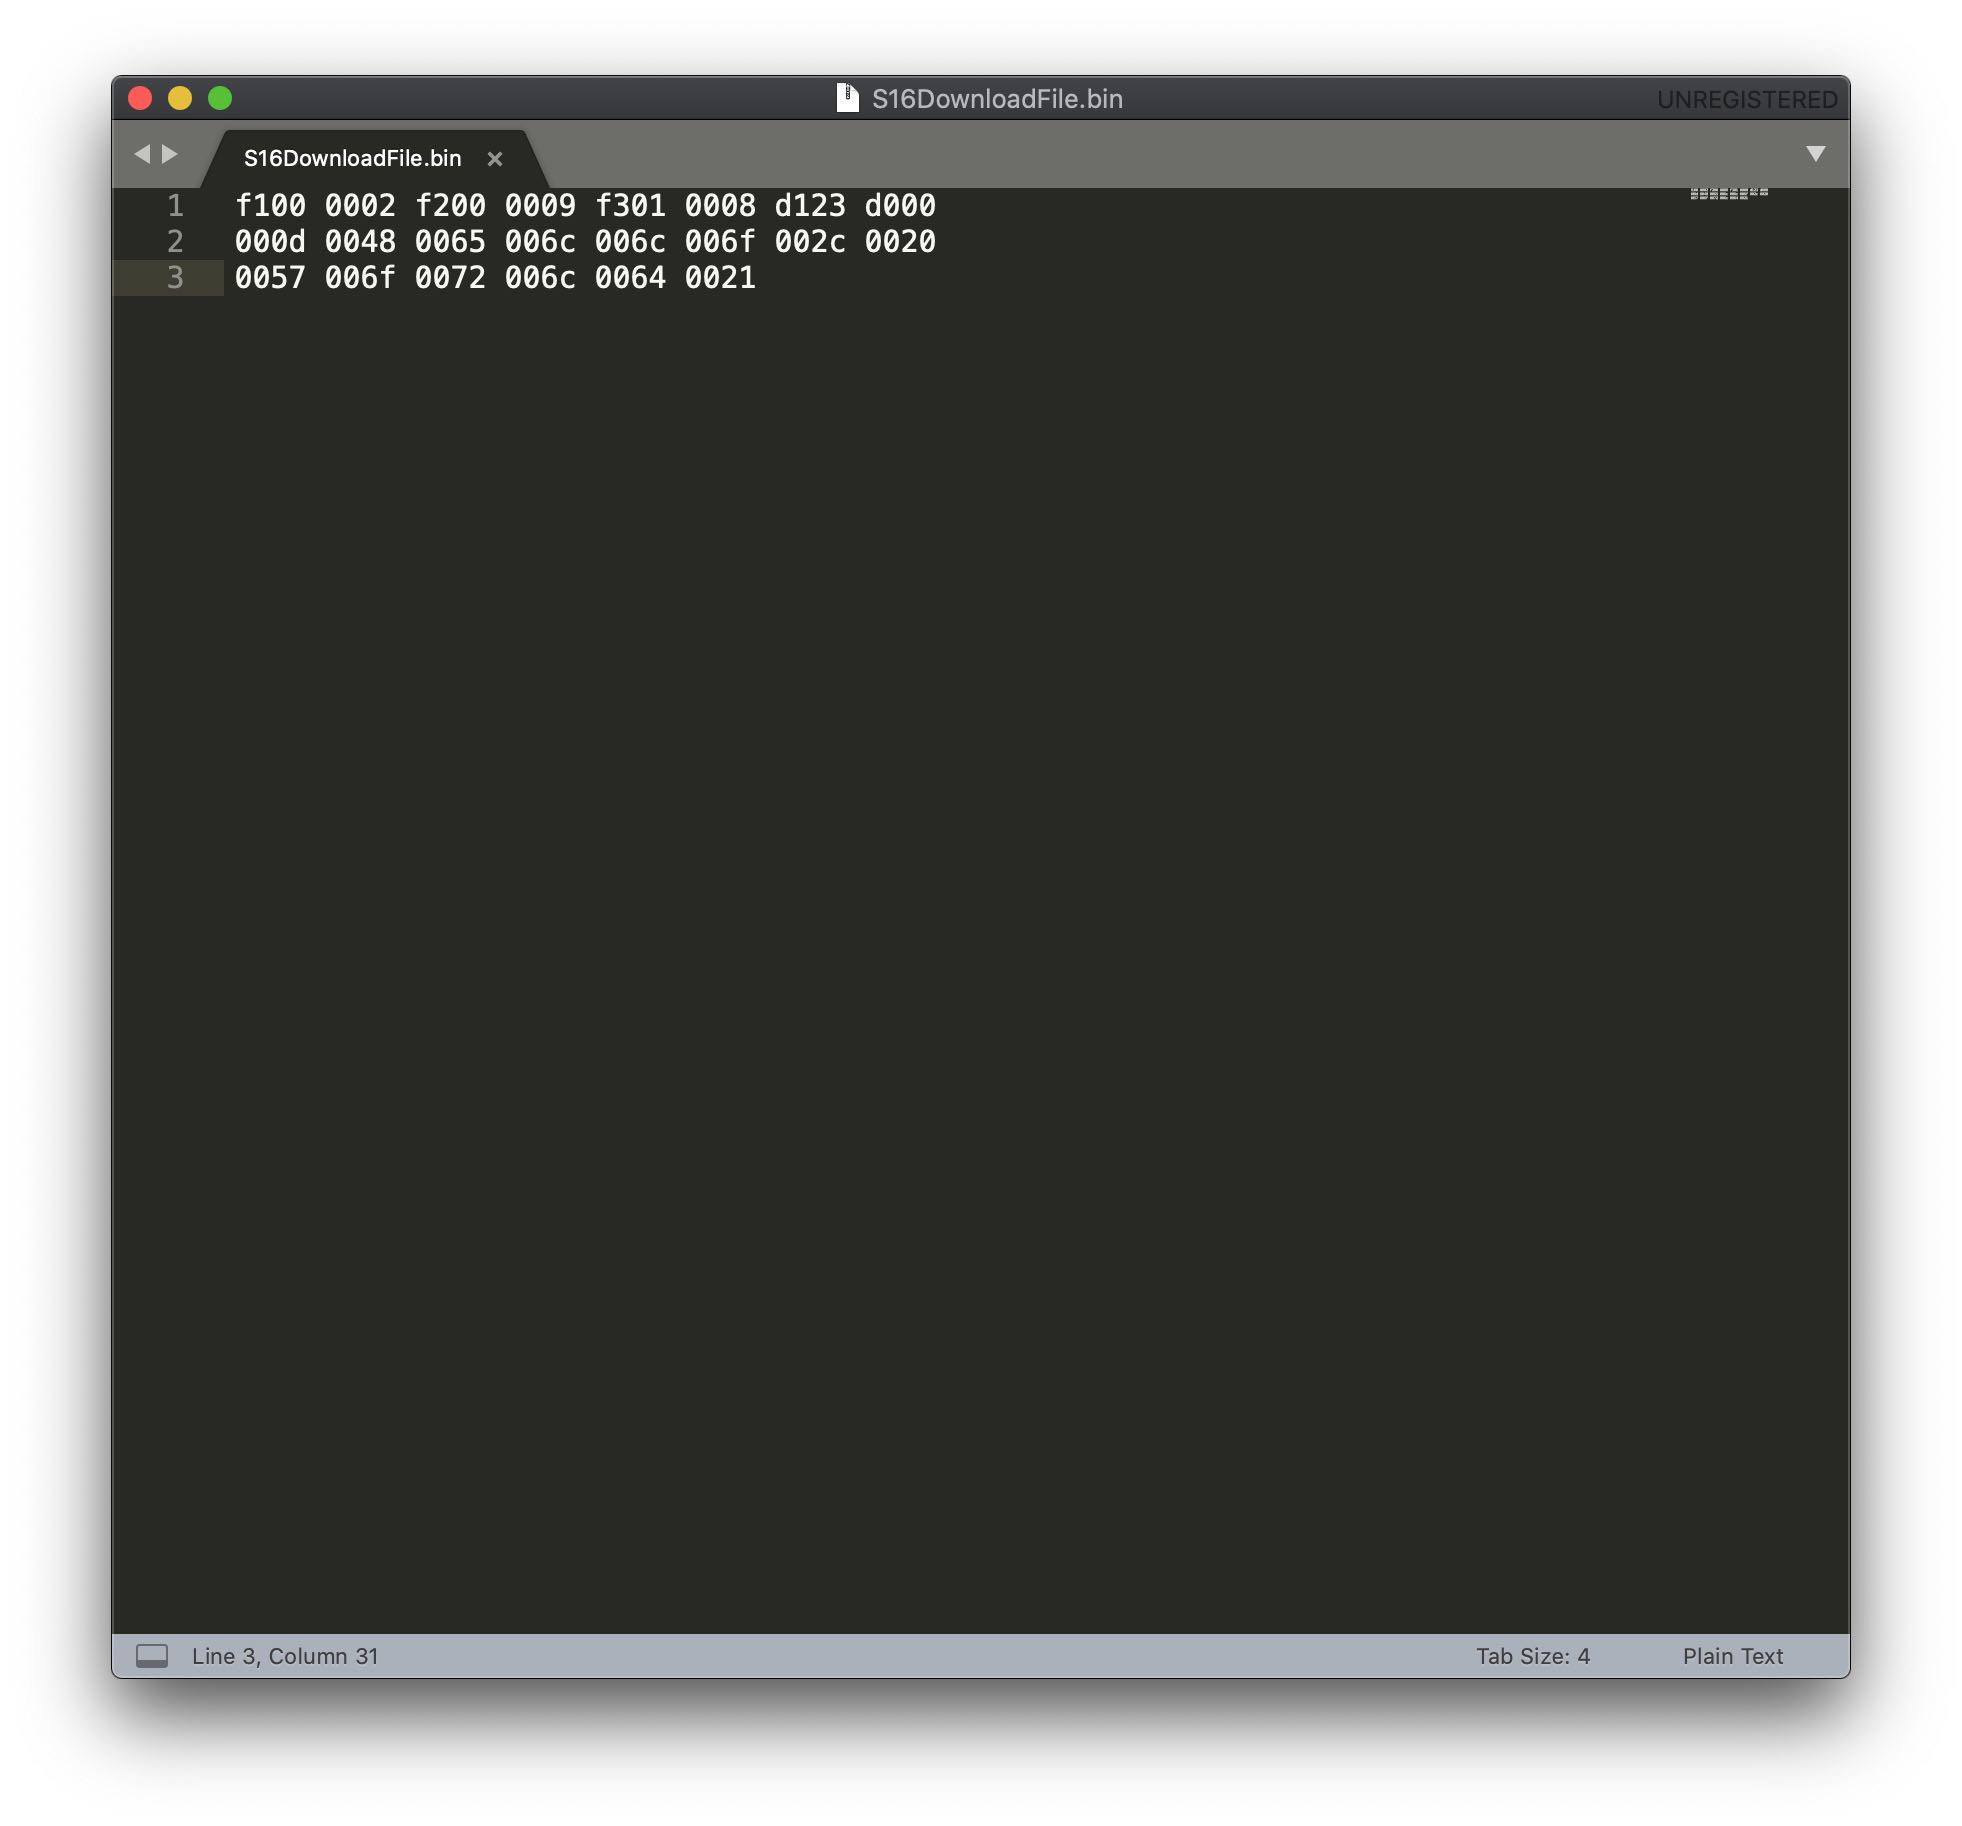 S16DownloadFile.bin
UNREGISTERED
S16DownloadFile.bin ×
1 f100 0002 f200 0009 f301 0008 d123 d000
2 000d 0048 0065 006c 006c 006f 002c 0020
3 0057 006f 0072 006c 0064 0021
Line 3, Column 31
Tab Size: 4
Plain Text